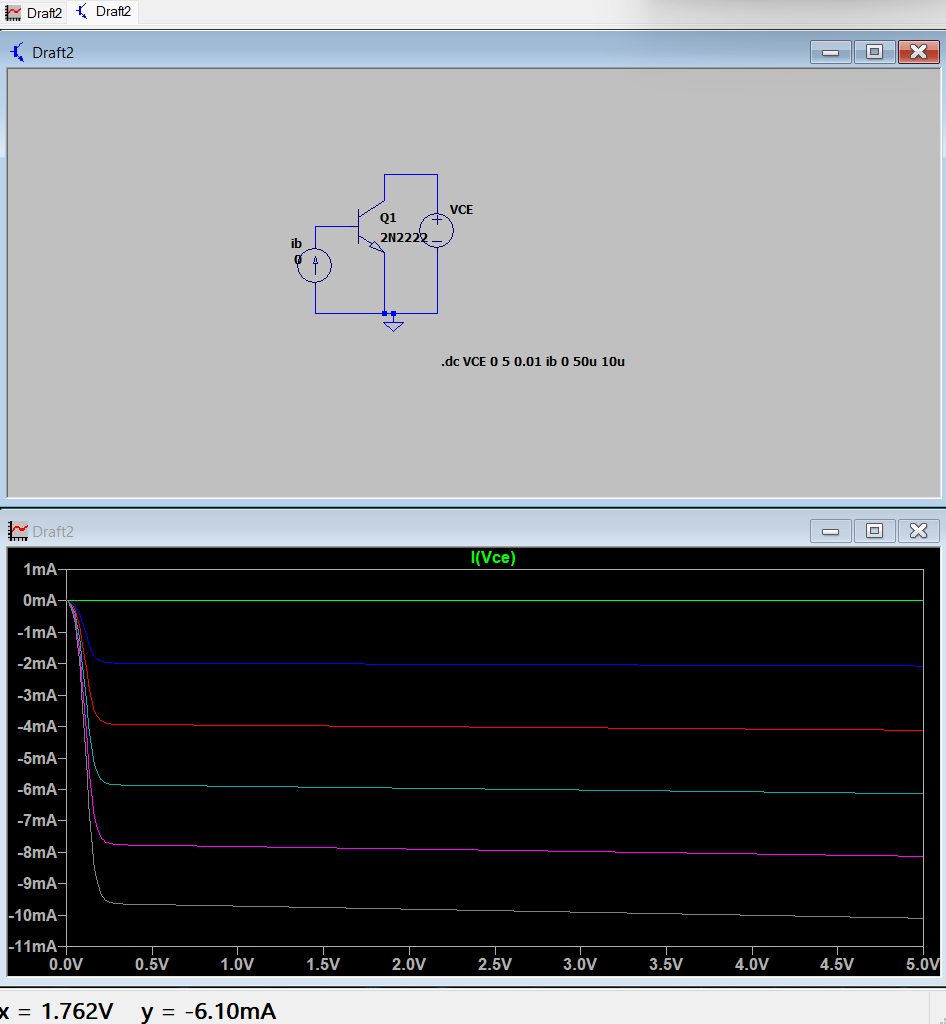 Draft2 Draft2
Draft2
VCE
Q1
2N2222
ib
0
.dc VCE 0 5 0.01 ib 0 50u 10u
Draft2
I(Vce)
1mA
0mA
-1mA
-2mA
-3mA
-4mA
-5mA
-6mA
-7mA
-8mA
-9mA
-10mA
-11mA
0.0V 0.5V 1.0V 1.5V 2.0V 2.5V 3.0V 3.5V 4.0V 4.5V 5.0V
x = 1.762V y = -6.10mA